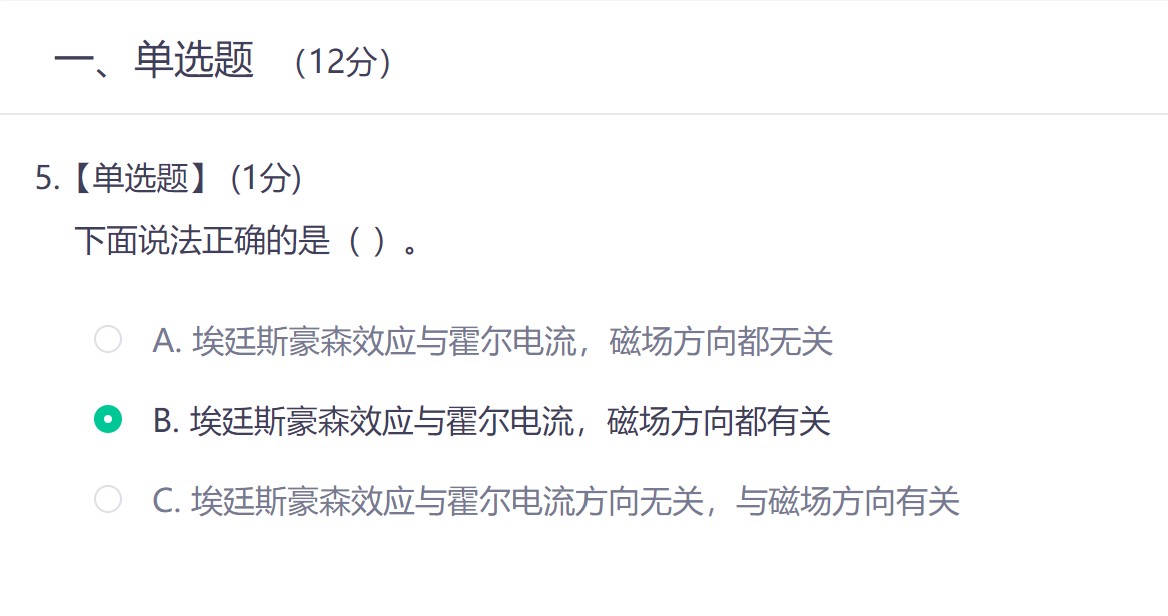 一、单选题 （12分）
5.【单选题】 (1分)
下面说法正确的是（ ）。
A. 埃廷斯豪森效应与霍尔电流，磁场方向都无关
B. 埃廷斯豪森效应与霍尔电流，磁场方向都有关
C. 埃廷斯豪森效应与霍尔电流方向无关，与磁场方向有关